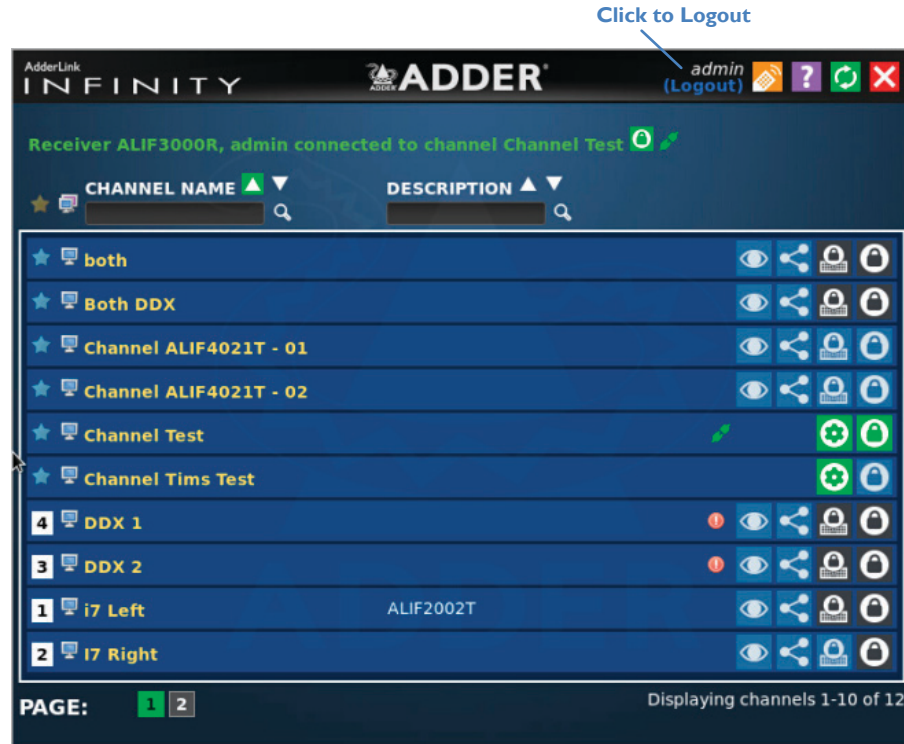 Click to Logout
AdderLink
INFINITY
ADDER
ADDER®
admin
(Logout)
?
Receiver ALIF3000R, admin connected to channel Channel Test
CHANNEL NAME
DESCRIPTION
both
Both DDX
Channel ALIF4021T - 01
Channel ALIF4021T - 02
Channel Test
Channel Tims Test
4 DDX 1
3 DDX 2
1 i7 Left ALIF2002T
2 I7 Right
PAGE: 1 2
Displaying channels 1-10 of 12